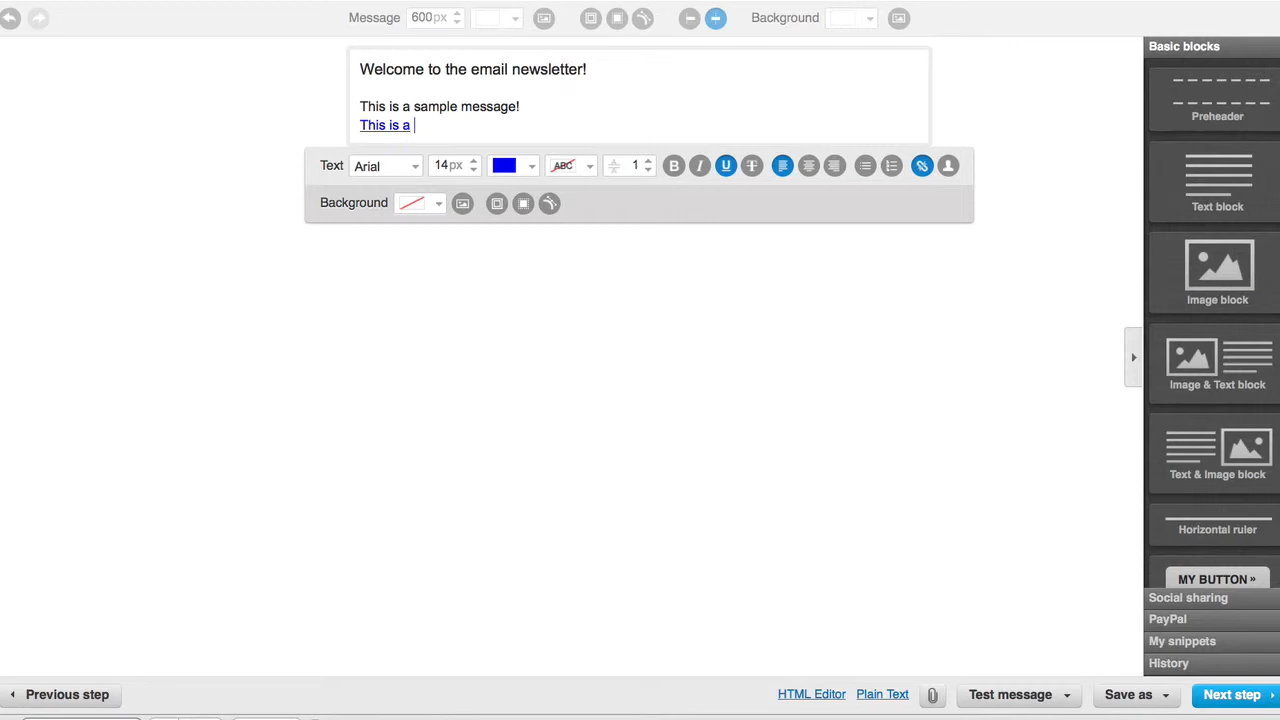 Message 600px Background
Welcome to the email newsletter!
This is a sample message!
This is a
Text Arial 14px ABC 1 B I U T
Background
Basic blocks
Preheader
Text block
Image block
Image & Text block
Text & Image block
Horizontal ruler
MY BUTTON »
Social sharing
PayPal
My snippets
History
Previous step HTML Editor Plain Text Test message Save as Next step